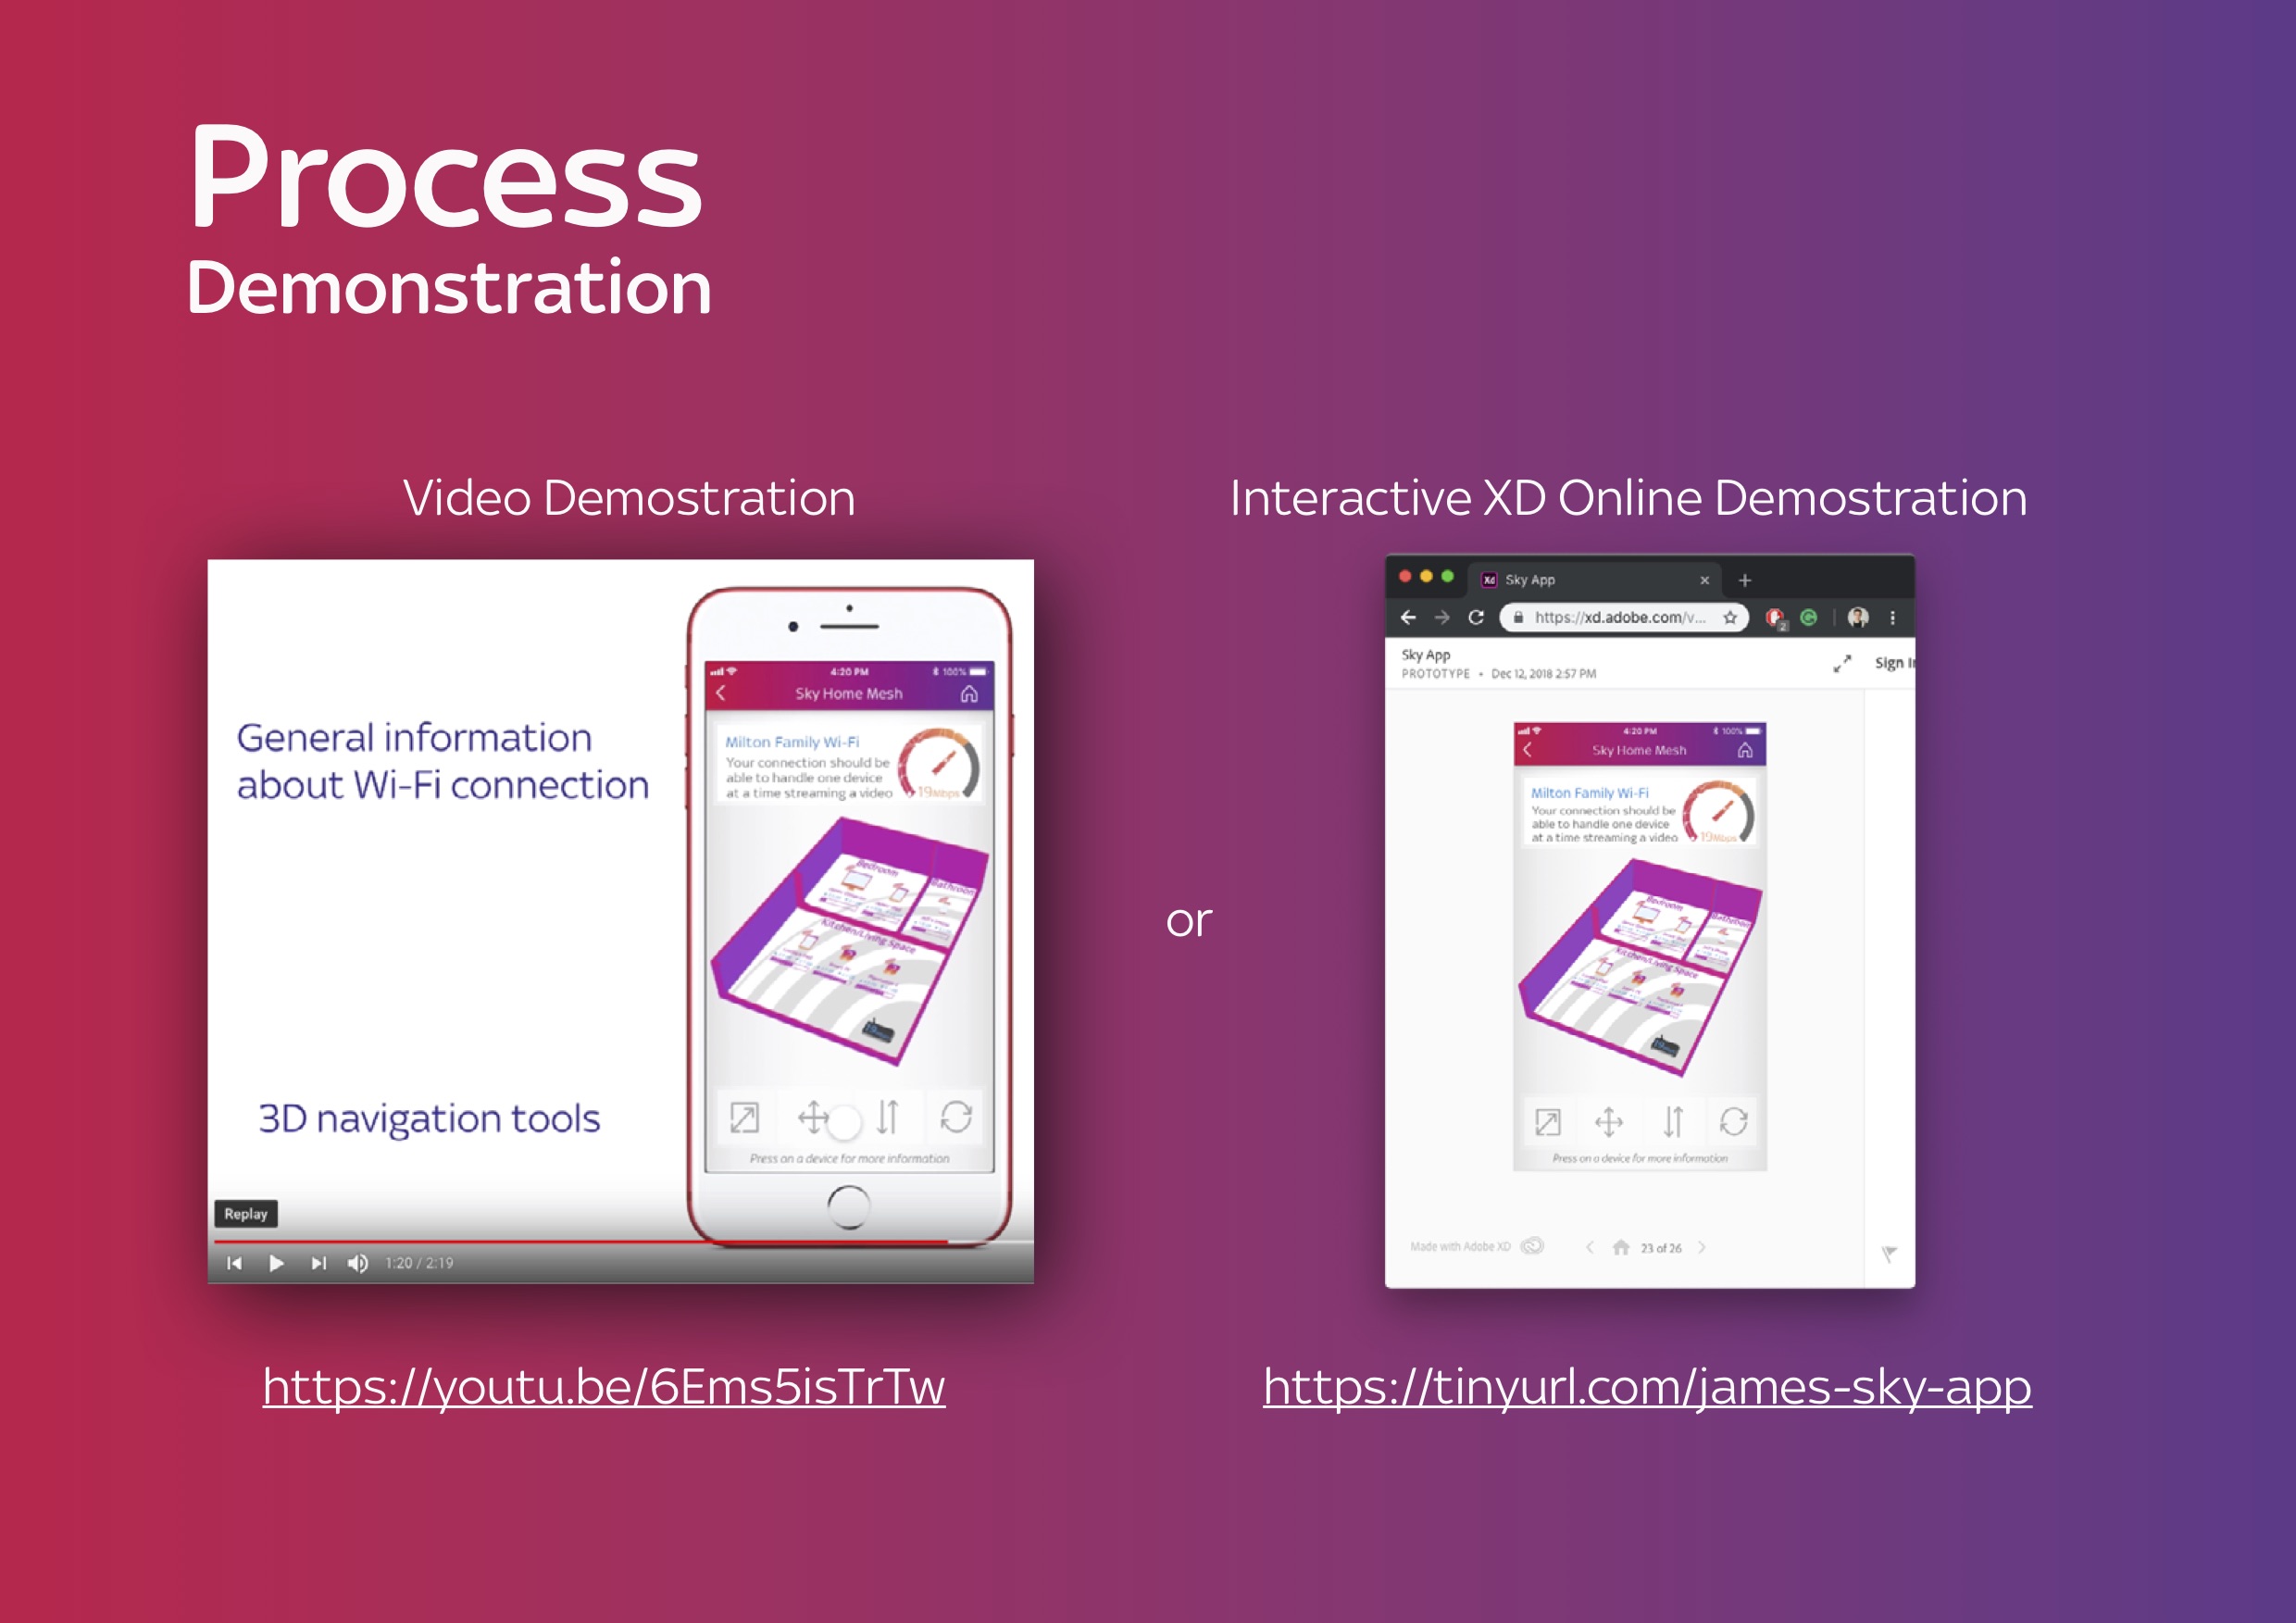 Process
Demonstration
Video Demostration
General information
about Wi-Fi connection
3D navigation tools
4:20 PM
100%
Sky Home Mesh
Milton Family Wi-Fi
Your connection should be
able to handle one device
at a time streaming a video
19Mbps
Bedroom
Bathroom
Kitchen/Living Space
Press on a device for more information
Replay
1:20 / 2:19
https://youtu.be/6Ems5isTrTw
or
Interactive XD Online Demostration
Xd Sky App
https://xd.adobe.com/v...
2
Sky App
PROTOTYPE • Dec 12, 2018 2:57 PM
Sign In
4:20 PM
100%
Sky Home Mesh
Milton Family Wi-Fi
Your connection should be
able to handle one device
at a time streaming a video
19Mbps
Bedroom
Bathroom
Kitchen/Living Space
Press on a device for more information
Made with Adobe XD
23 of 26
https://tinyurl.com/james-sky-app